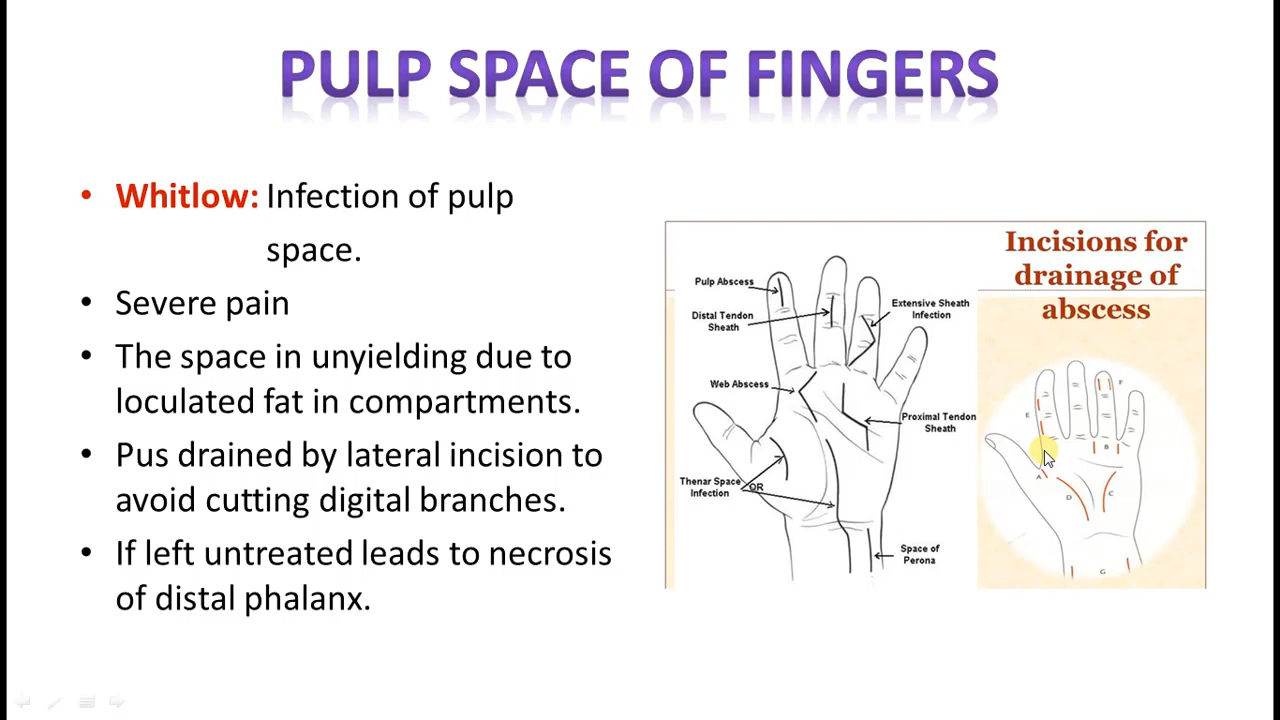 PULP SPACE OF FINGERS
• Whitlow: Infection of pulp
space.
• Severe pain
• The space in unyielding due to
loculated fat in compartments.
• Pus drained by lateral incision to
avoid cutting digital branches.
• If left untreated leads to necrosis
of distal phalanx.
Incisions for
drainage of
abscess
Pulp Abscess
Distal Tendon
Sheath
Extensive Sheath
Infection
Web Abscess
Proximal Tendon
Sheath
Thenar Space
Infection
OR
Space of
Perona
F
E
B
A
D
C
G